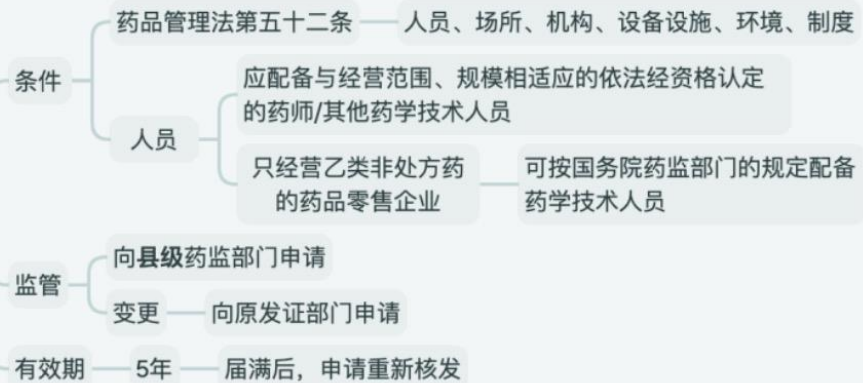 药品管理法第五十二条
人员、场所、机构、设备设施、环境、制度
条件
应配备与经营范围、规模相适应的依法经资格认定
的药师/其他药学技术人员
人员
只经营乙类非处方药
的药品零售企业
可按国务院药监部门的规定配备
药学技术人员
监管
向县级药监部门申请
变更
向原发证部门申请
有效期
5年
届满后，申请重新核发